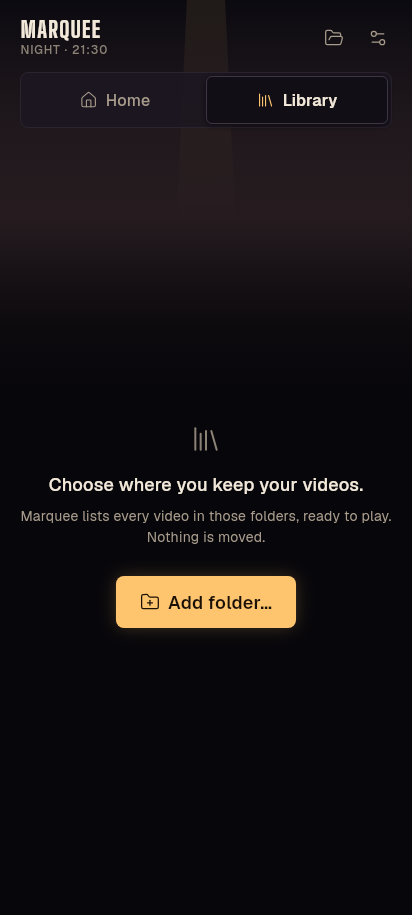 MARQUEE
NIGHT · 21:30
Home
Library
Choose where you keep your videos.
Marquee lists every video in those folders, ready to play.
Nothing is moved.
Add folder…